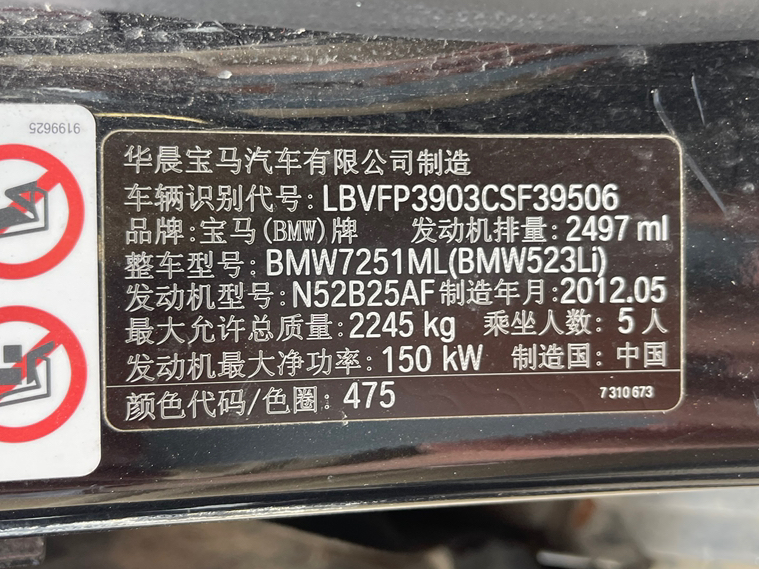 9199625
华晨宝马汽车有限公司制造
车辆识别代号: LBVFP3903CSF39506
品牌:宝马(BMW)牌 发动机排量: 2497 ml
整车型号: BMW7251ML(BMW523Li)
发动机型号: N52B25AF 制造年月: 2012.05
最大允许总质量: 2245 kg 乘坐人数: 5 人
发动机最大净功率: 150 kW 制造国: 中国
颜色代码/色圈: 475 7 310 673